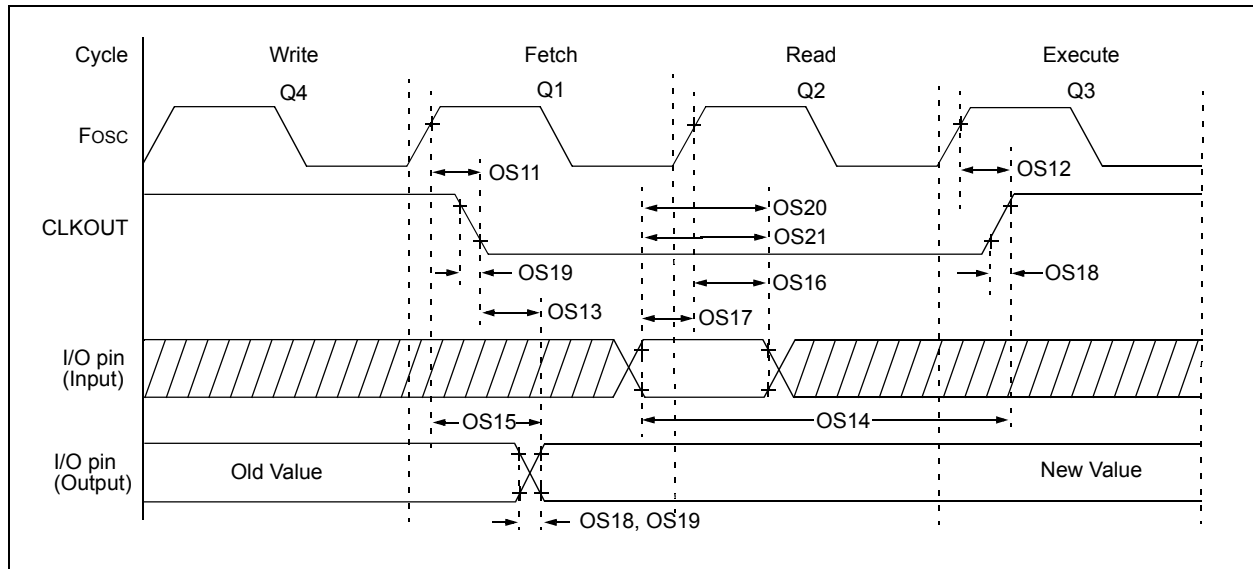 Cycle Write Fetch Read Execute
Q4 Q1 Q2 Q3
Fosc
OS11 OS12
OS20
CLKOUT
OS21
OS19 OS16 OS18
OS13 OS17
I/O pin
(Input)
OS15 OS14
I/O pin
(Output)
Old Value New Value
OS18, OS19